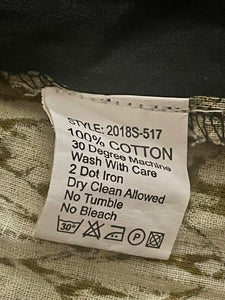 STYLE: 2018S-517
100% COTTON
30 Degree Machine
Wash With Care
2 Dot Iron
Dry Clean Allowed
No Tumble
No Bleach
30°
P